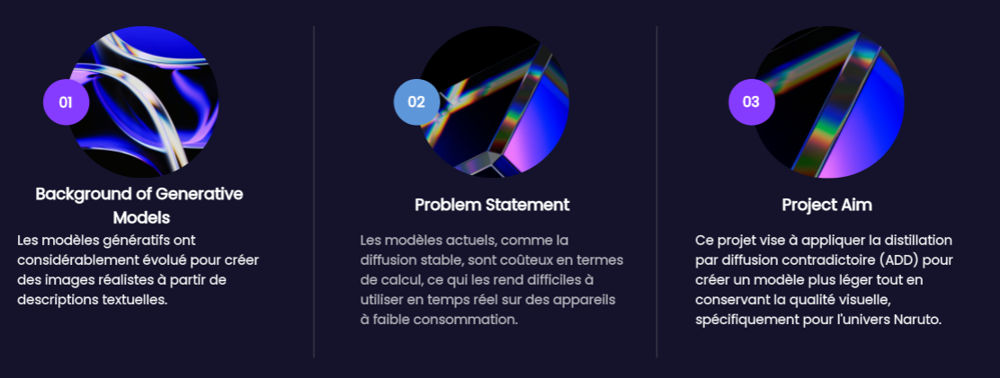 01
Background of Generative
Models
Les modèles génératifs ont
considérablement évolué pour créer
des images réalistes à partir de
descriptions textuelles.
02
Problem Statement
Les modèles actuels, comme la
diffusion stable, sont coûteux en termes
de calcul, ce qui les rend difficiles à
utiliser en temps réel sur des appareils
à faible consommation.
03
Project Aim
Ce projet vise à appliquer la distillation
par diffusion contradictoire (ADD) pour
créer un modèle plus léger tout en
conservant la qualité visuelle,
spécifiquement pour l'univers Naruto.